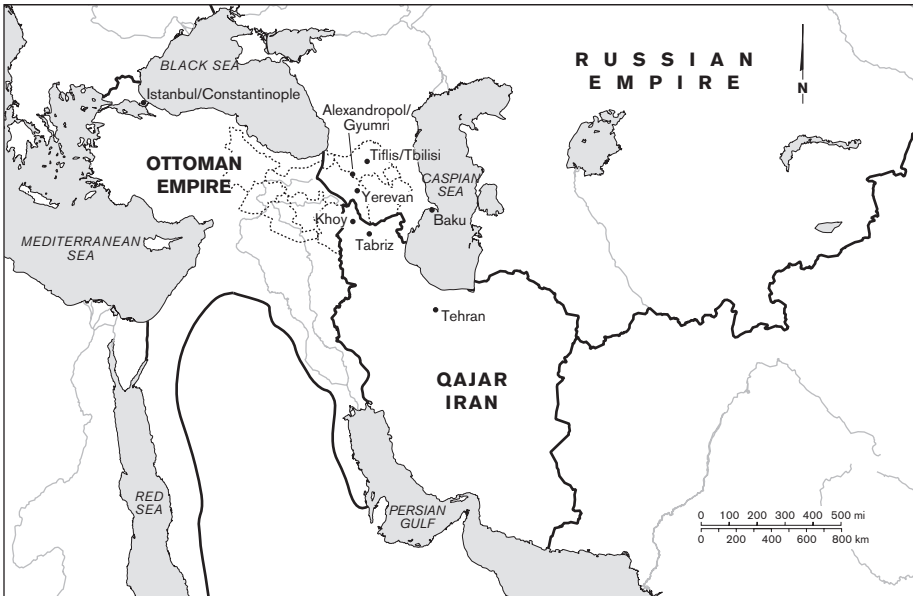 BLACK SEA
Istanbul/Constantinople
RUSSIAN
EMPIRE
N
Alexandropol/
Gyumri
Tiflis/Tbilisi
OTTOMAN
EMPIRE
CASPIAN
SEA
Yerevan
Khoy
Baku
Tabriz
MEDITERRANEAN
SEA
Tehran
QAJAR
IRAN
RED
SEA
PERSIAN
GULF
0 100 200 300 400 500 mi
0 200 400 600 800 km